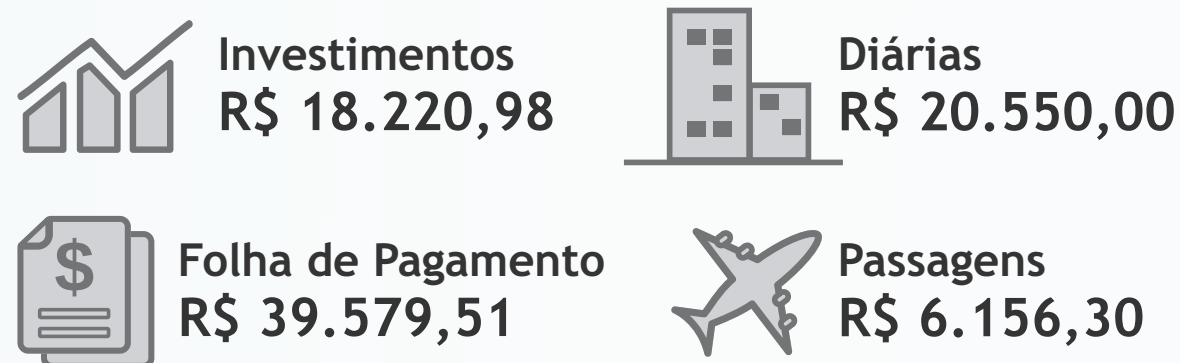 Investimentos
R$ 18.220,98
Diárias
R$ 20.550,00
$
Folha de Pagamento
R$ 39.579,51
Passagens
R$ 6.156,30